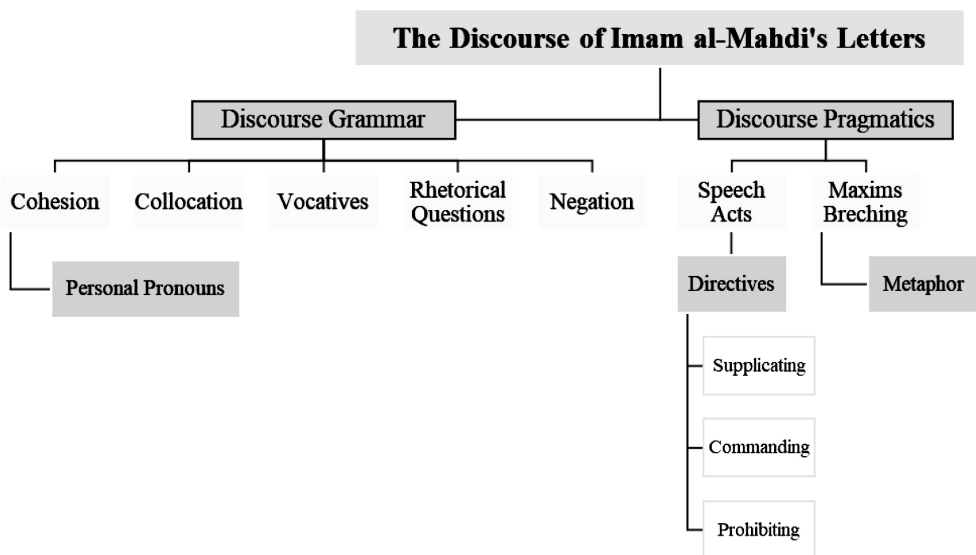 The Discourse of Imam al-Mahdi's Letters
Discourse Grammar
Discourse Pragmatics
Cohesion
Collocation
Vocatives
Rhetorical
Questions
Negation
Speech
Acts
Maxims
Breching
Personal Pronouns
Directives
Metaphor
Supplicating
Commanding
Prohibiting